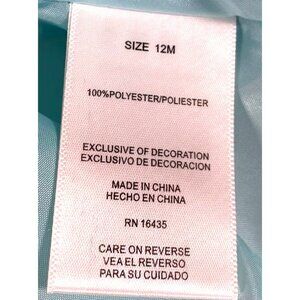 SIZE 12M
100%POLYESTER/POLIESTER
EXCLUSIVE OF DECORATION
EXCLUSIVO DE DECORACION
MADE IN CHINA
HECHO EN CHINA
RN 16435
CARE ON REVERSE
VEA EL REVERSO
PARA SU CUIDADO